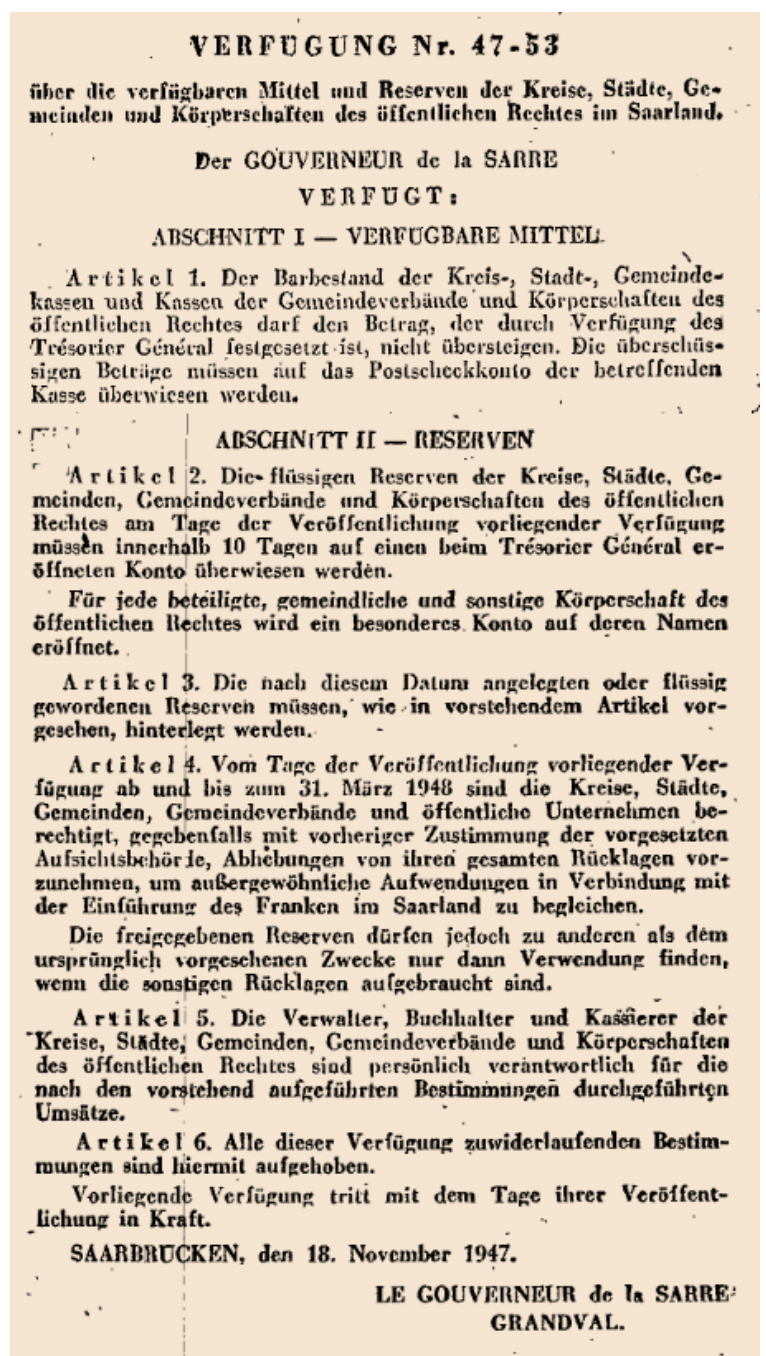 VERFÜGUNG Nr. 47-53
über die verfügbaren Mittel und Reserven der Kreise, Städte, Ge-
meinden und Körperschaften des öffentlichen Rechtes im Saarland.
Der GOUVERNEUR de la SARRE
VERFÜGT:
ABSCHNITT I — VERFÜGBARE MITTEL
Artikel 1. Der Barbestand der Kreis-, Stadt-, Gemeinde-
kassen und Kassen der Gemeindeverbände und Körperschaften des
öffentlichen Rechtes darf den Betrag, der durch Verfügung des
Trésorier Général festgesetzt ist, nicht übersteigen. Die überschüs-
sigen Beträge müssen auf das Postscheckkonto der betreffenden
Kasse überwiesen werden.
ABSCHNITT II — RESERVEN
Artikel 2. Die flüssigen Reserven der Kreise, Städte, Ge-
meinden, Gemeindeverbände und Körperschaften des öffentlichen
Rechtes am Tage der Veröffentlichung vorliegender Verfügung
müssen innerhalb 10 Tagen auf einen beim Trésorier Général er-
öffneten Konto überwiesen werden.
Für jede beteiligte, gemeindliche und sonstige Körperschaft des
öffentlichen Rechtes wird ein besonderes Konto auf deren Namen
eröffnet.
Artikel 3. Die nach diesem Datum angelegten oder flüssig
gewordenen Reserven müssen, wie in vorstehendem Artikel vor-
gesehen, hinterlegt werden.
Artikel 4. Vom Tage der Veröffentlichung vorliegender Ver-
fügung ab und bis zum 31. März 1948 sind die Kreise, Städte,
Gemeinden, Gemeindeverbände und öffentliche Unternehmen be-
rechtigt, gegebenfalls mit vorheriger Zustimmung der vorgesetzten
Aufsichtsbehörde, Abhebungen von ihren gesamten Rücklagen vor-
zunehmen, um außergewöhnliche Aufwendungen in Verbindung mit
der Einführung des Franken im Saarland zu begleichen.
Die freigegebenen Reserven dürfen jedoch zu anderen als dem
ursprünglich vorgesehenen Zwecke nur dann Verwendung finden,
wenn die sonstigen Rücklagen aufgebraucht sind.
Artikel 5. Die Verwalter, Buchhalter und Kassierer der
Kreise, Städte, Gemeinden, Gemeindeverbände und Körperschaften
des öffentlichen Rechtes sind persönlich verantwortlich für die
nach den vorstehend aufgeführten Bestimmungen durchgeführten
Umsätze.
Artikel 6. Alle dieser Verfügung zuwiderlaufenden Bestim-
mungen sind hiermit aufgehoben.
Vorliegende Verfügung tritt mit dem Tage ihrer Veröffent-
lichung in Kraft.
SAARBRÜCKEN, den 18. November 1947.
LE GOUVERNEUR de la SARRE
GRANDVAL.